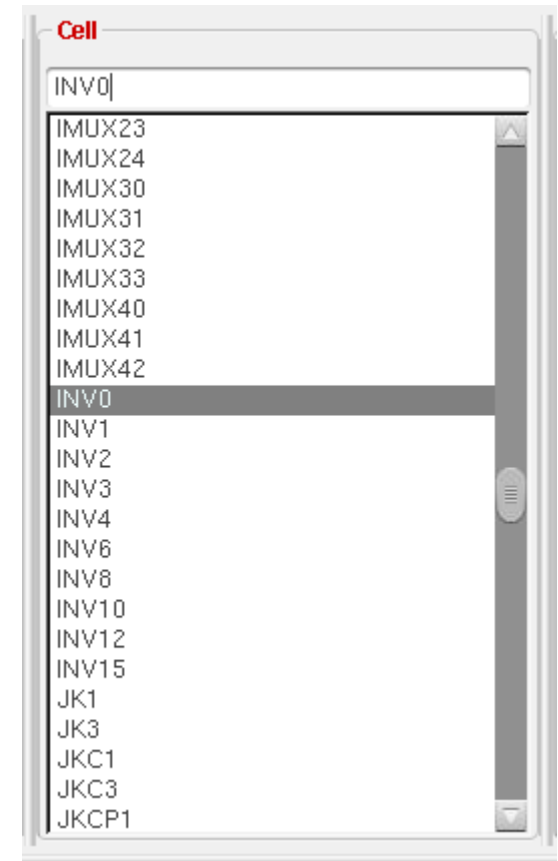 Cell
INV0
IMUX23
IMUX24
IMUX30
IMUX31
IMUX32
IMUX33
IMUX40
IMUX41
IMUX42
INV0
INV1
INV2
INV3
INV4
INV6
INV8
INV10
INV12
INV15
JK1
JK3
JKC1
JKC3
JKCP1